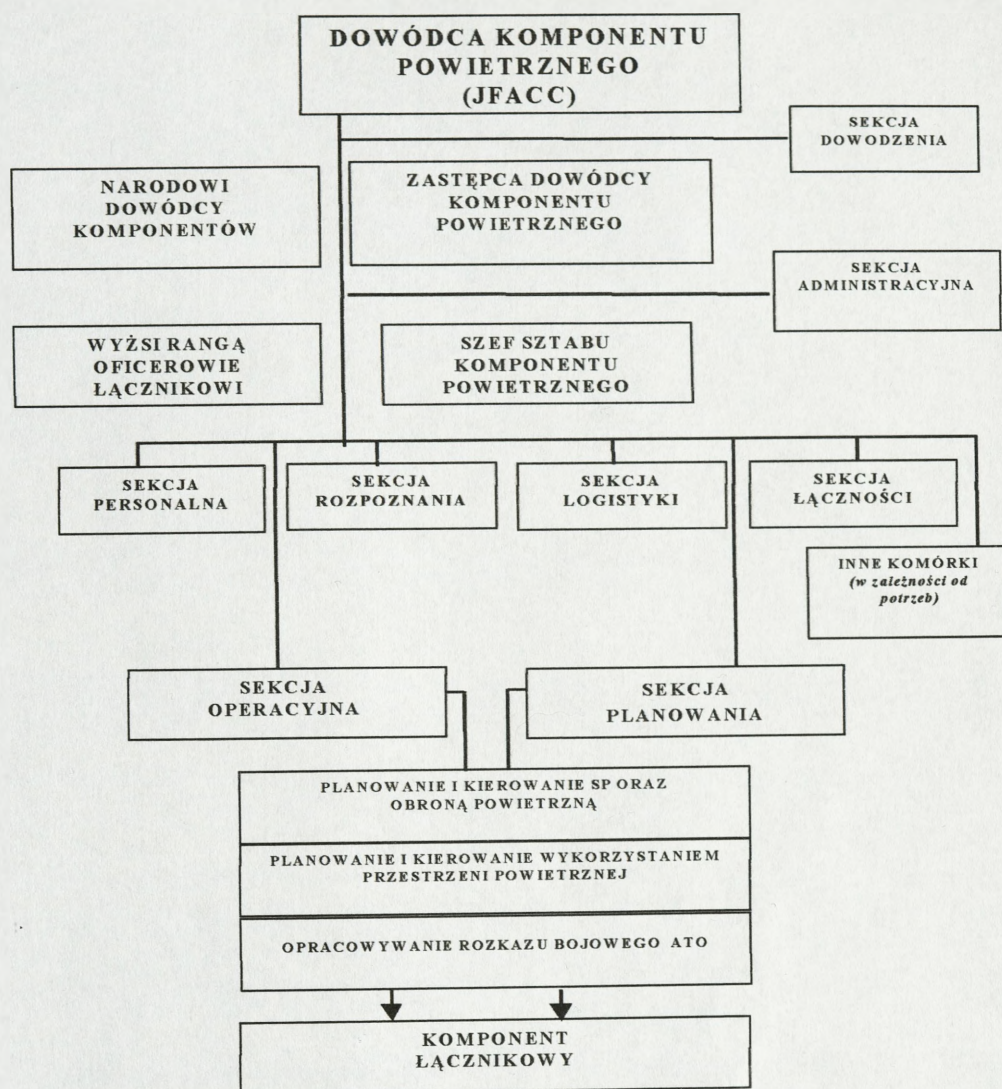 DOWÓDCA KOMPONENTU
POWIETRZNEGO
(JFACC)
SEKCJA
DOWODZENIA
NARODOWI
DOWÓDCY
KOMPONENTÓW
ZASTĘPCA DOWÓDCY
KOMPONENTU
POWIETRZNEGO
SEKCJA
ADMINISTRACYJNA
WYŻSI RANGĄ
OFICEROWIE
ŁĄCZNIKOWI
SZEF SZTABU
KOMPONENTU
POWIETRZNEGO
SEKCJA
PERSONALNA
SEKCJA
ROZPOZNANIA
SEKCJA
LOGISTYKI
SEKCJA
ŁĄCZNOŚCI
INNE KOMÓRKI
(w zależności od
potrzeb)
SEKCJA
OPERACYJNA
SEKCJA
PLANOWANIA
PLANOWANIE I KIEROWANIE SP ORAZ
OBRONĄ POWIETRZNĄ
PLANOWANIE I KIEROWANIE WYKORZYSTANIEM
PRZESTRZENI POWIETRZNEJ
OPRACOWYWANIE ROZKAZU BOJOWEGO ATO
KOMPONENT
ŁĄCZNIKOWY